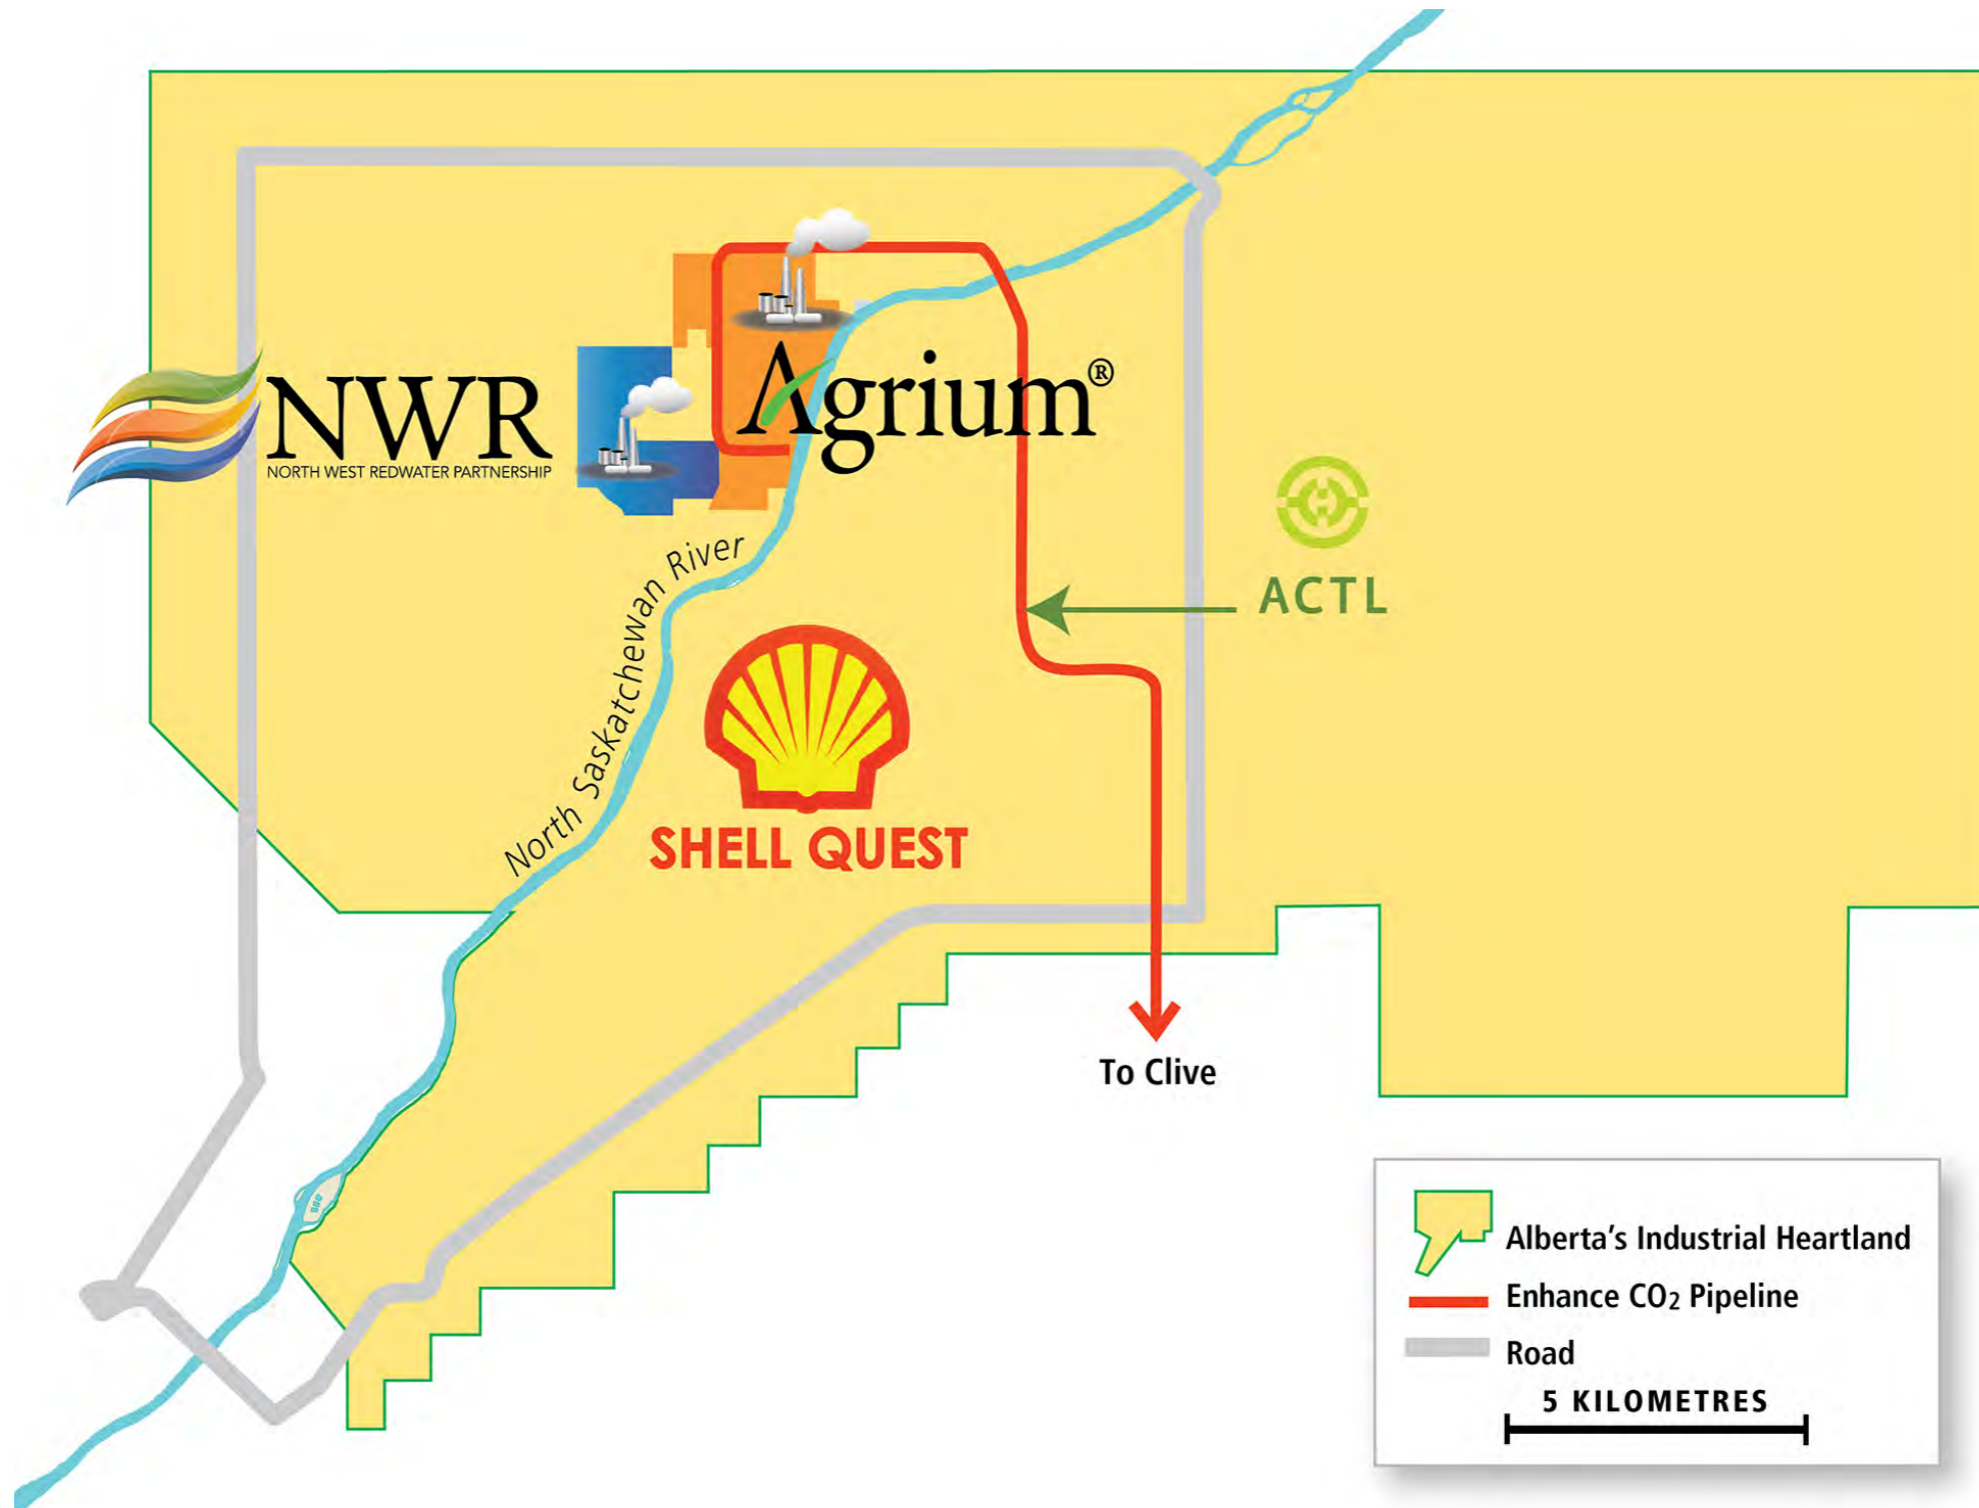 NWR
NORTH WEST REDWATER PARTNERSHIP
Agrium®
North Saskatchewan River
ACTL
SHELL QUEST
To Clive
Alberta's Industrial Heartland
Enhance CO₂ Pipeline
Road
5 KILOMETRES